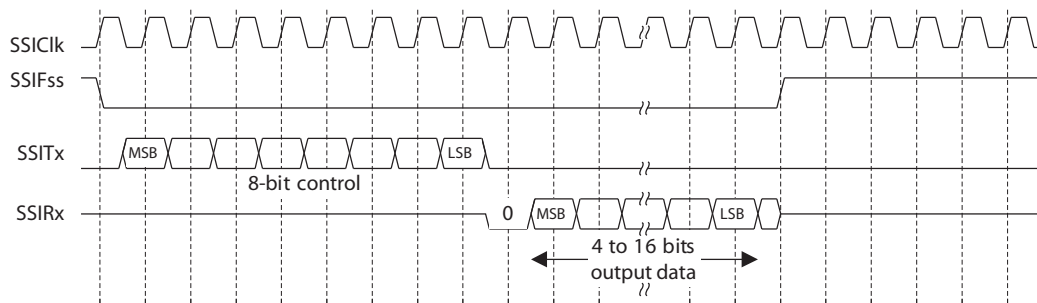 SSIClk
SSIFss
SSITx
MSB
LSB
8-bit control
SSIRx
0
MSB
LSB
4 to 16 bits
output data